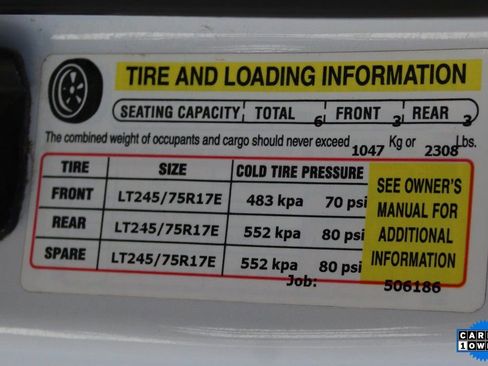 TIRE AND LOADING INFORMATION
SEATING CAPACITY TOTAL 6 FRONT 3 REAR 3
The combined weight of occupants and cargo should never exceed 1047 Kg or 2308 Lbs.
TIRE SIZE COLD TIRE PRESSURE
FRONT LT245/75R17E 483 kpa 70 psi
REAR LT245/75R17E 552 kpa 80 psi
SPARE LT245/75R17E 552 kpa 80 psi
SEE OWNER'S
MANUAL FOR
ADDITIONAL
INFORMATION
Job: 506186
1